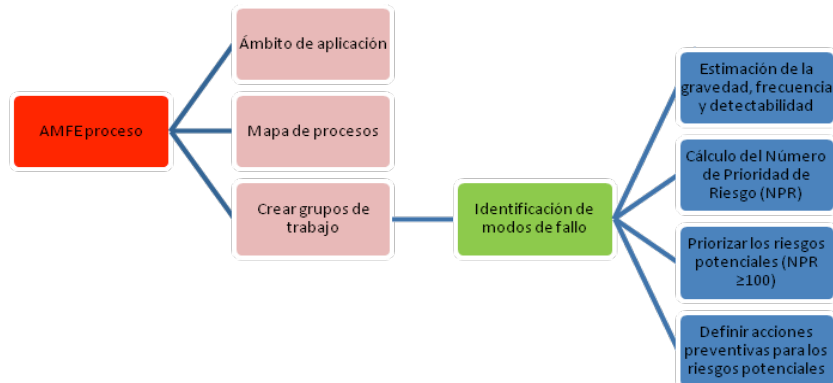 AMFE proceso
Ámbito de aplicación
Mapa de procesos
Crear grupos de
trabajo
Identificación de
modos de fallo
Estimación de la
gravedad, frecuencia
y detectabilidad
Cálculo del Número
de Prioridad de
Riesgo (NPR)
Priorizar los riesgos
potenciales (NPR
≥100)
Definir acciones
preventivas para los
riesgos potenciales